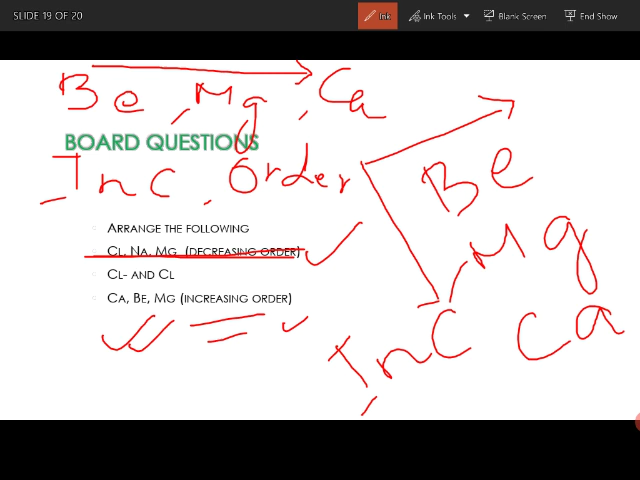 SLIDE 19 OF 20 Ink Ink Tools Blank Screen End Show
Be, Mg, Ca
BOARD QUESTIONS
Inc. Order
Be
ARRANGE THE FOLLOWING
CL, NA, MG (DECREASING ORDER)
Mg
CL- AND CL
CA, BE, MG (INCREASING ORDER)
Ca
Inc